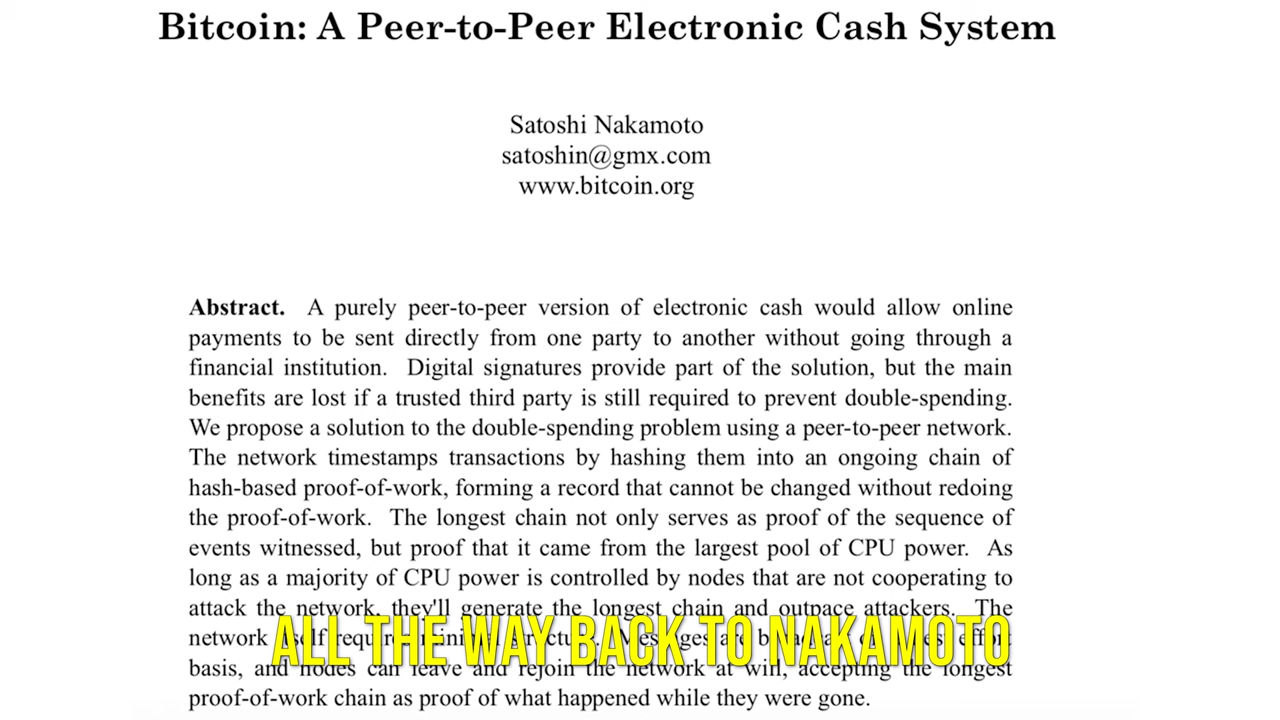 Bitcoin: A Peer-to-Peer Electronic Cash System
Satoshi Nakamoto
satoshin@gmx.com
www.bitcoin.org
Abstract. A purely peer-to-peer version of electronic cash would allow online
payments to be sent directly from one party to another without going through a
financial institution. Digital signatures provide part of the solution, but the main
benefits are lost if a trusted third party is still required to prevent double-spending.
We propose a solution to the double-spending problem using a peer-to-peer network.
The network timestamps transactions by hashing them into an ongoing chain of
hash-based proof-of-work, forming a record that cannot be changed without redoing
the proof-of-work. The longest chain not only serves as proof of the sequence of
events witnessed, but proof that it came from the largest pool of CPU power. As
long as a majority of CPU power is controlled by nodes that are not cooperating to
attack the network, they'll generate the longest chain and outpace attackers. The
network
ALL THE WAY BACK TO NAKAMOTO
basis, and nodes can leave and rejoin the network at will, accepting the longest
proof-of-work chain as proof of what happened while they were gone.